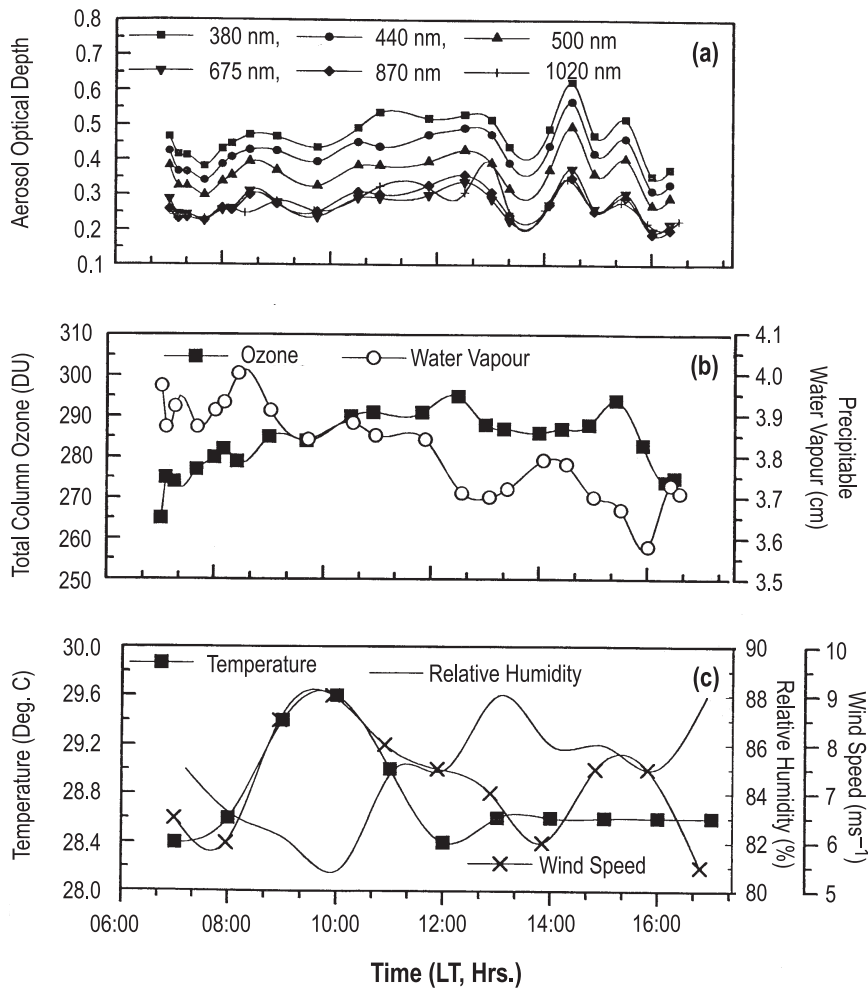 0.8
0.7
0.6
0.5
0.4
0.3
0.2
0.1
Aerosol Optical Depth
380 nm, 440 nm, 500 nm
675 nm, 870 nm 1020 nm
(a)
310
300
290
280
270
260
250
Total Column Ozone (DU)
Ozone Water Vapour
(b)
4.1
4.0
3.9
3.8
3.7
3.6
3.5
Precipitable
Water Vapour (cm)
30.0
29.6
29.2
28.8
28.4
28.0
Temperature (Deg. C)
Temperature Relative Humidity
(c)
Wind Speed
90
88
86
83
82
80
Relative Humidity (%)
10
9
8
7
6
5
Wind Speed (ms–1)
06:00 08:00 10:00 12:00 14:00 16:00
Time (LT, Hrs.)